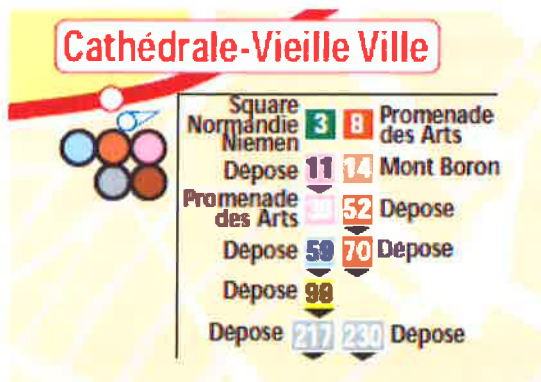 Cathédrale-Vieille Ville
Square
Normandie
Niemen 3 8 Promenade
des Arts
Dépose 11 14 Mont Boron
Promenade
des Arts 52 Dépose
Dépose 59 70 Dépose
Dépose 98
Dépose 217 230 Dépose